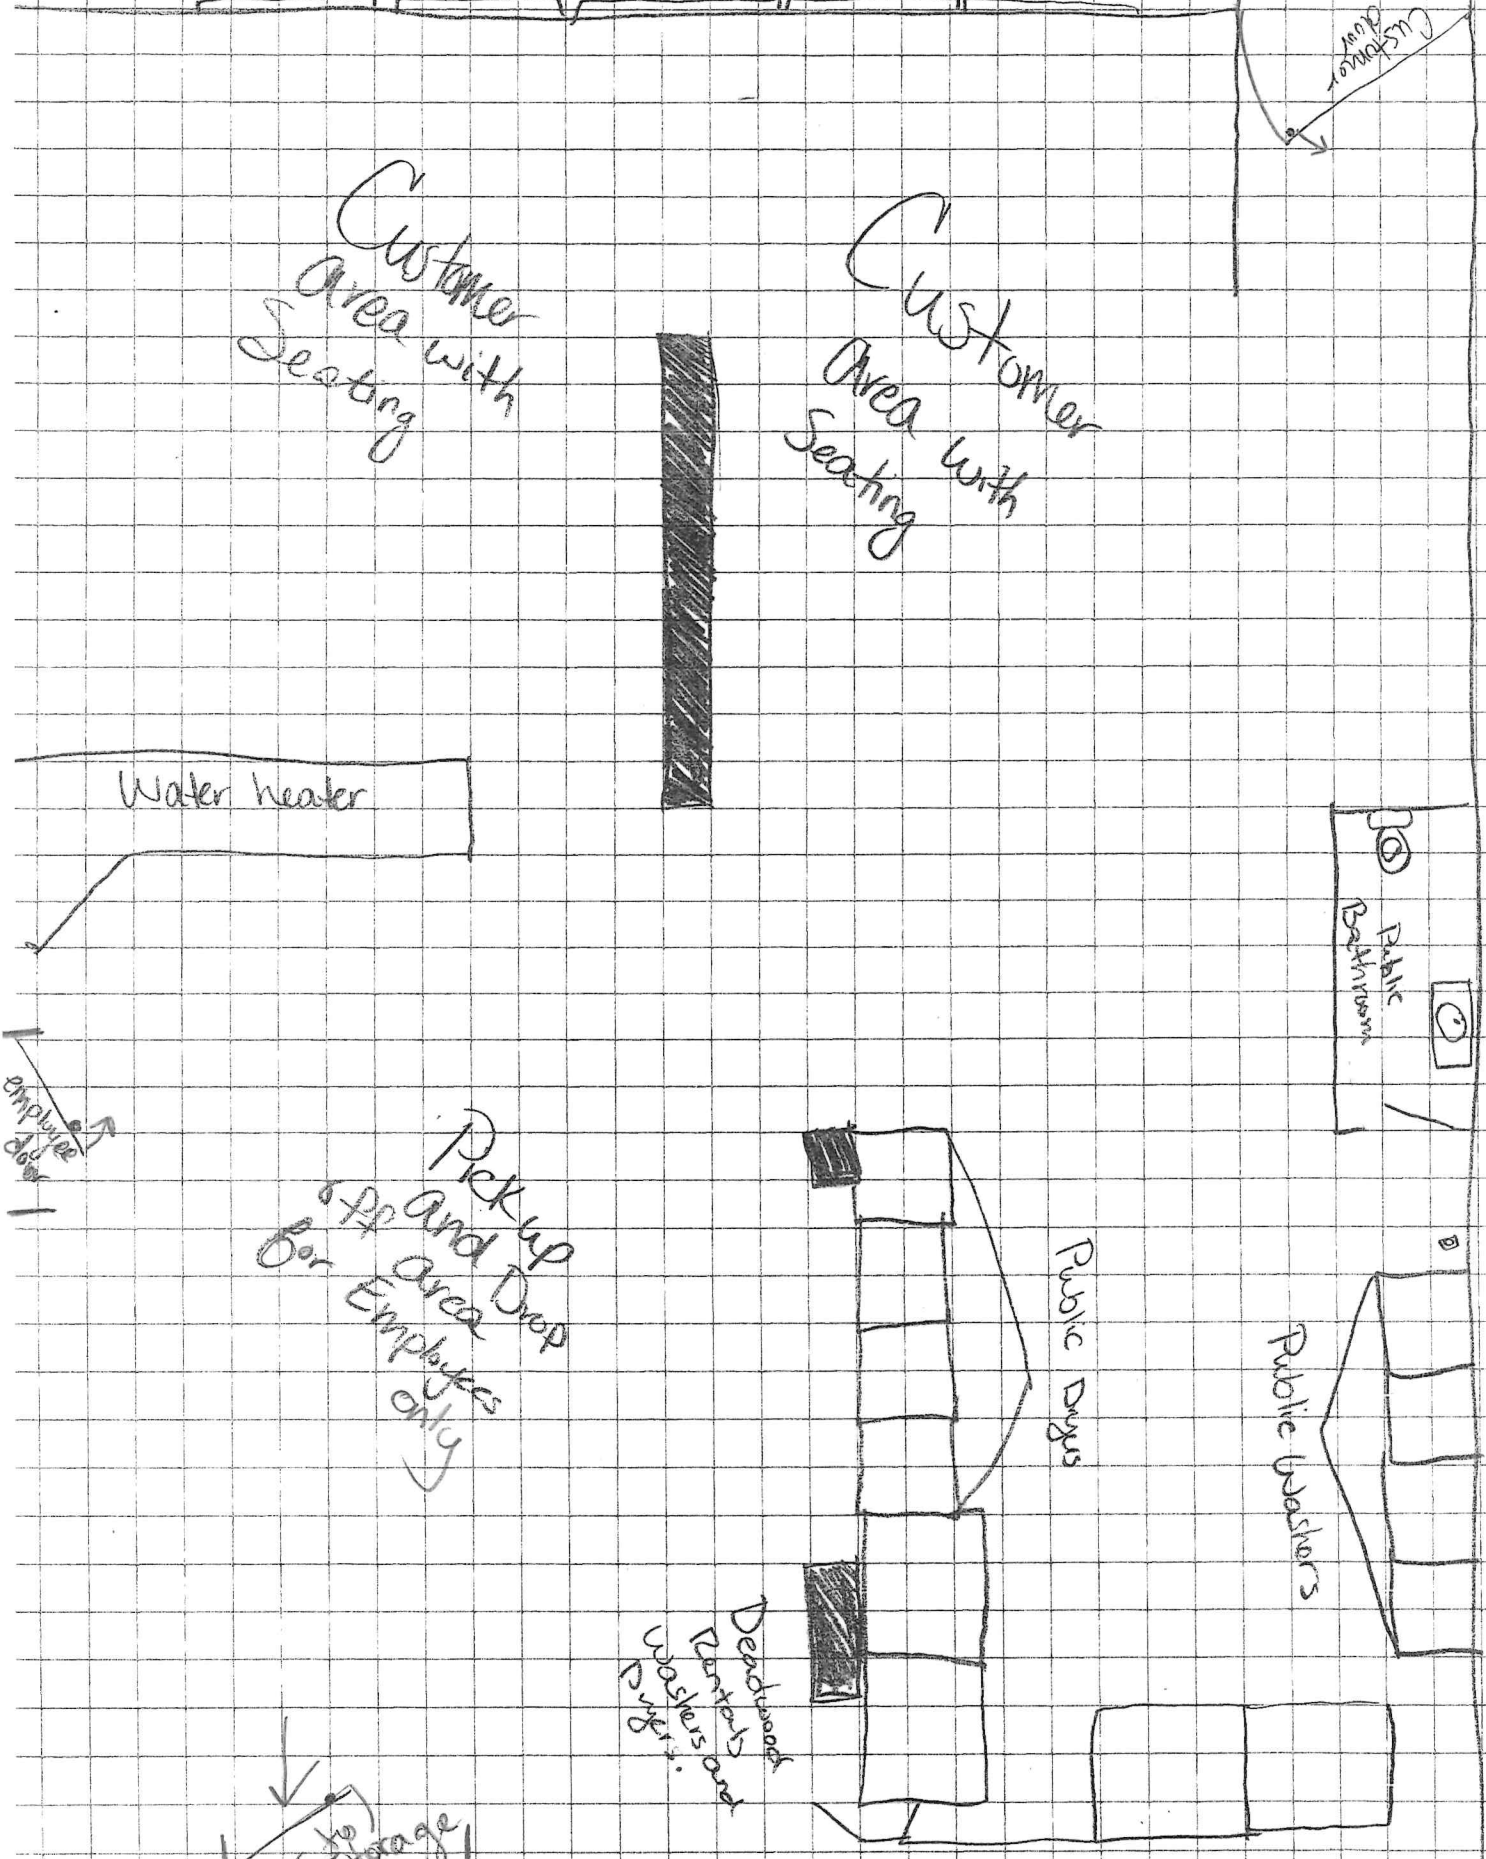 Customer
door
Customer
area with
Seating
Customer
area with
Seating
Water heater
Public
Bathroom
employee
door
Pick up
and Drop
off area
for Employees
only
Public Dryers
Public Washers
Deadwood
Rentals
Washers and
Dryers.
to
storage